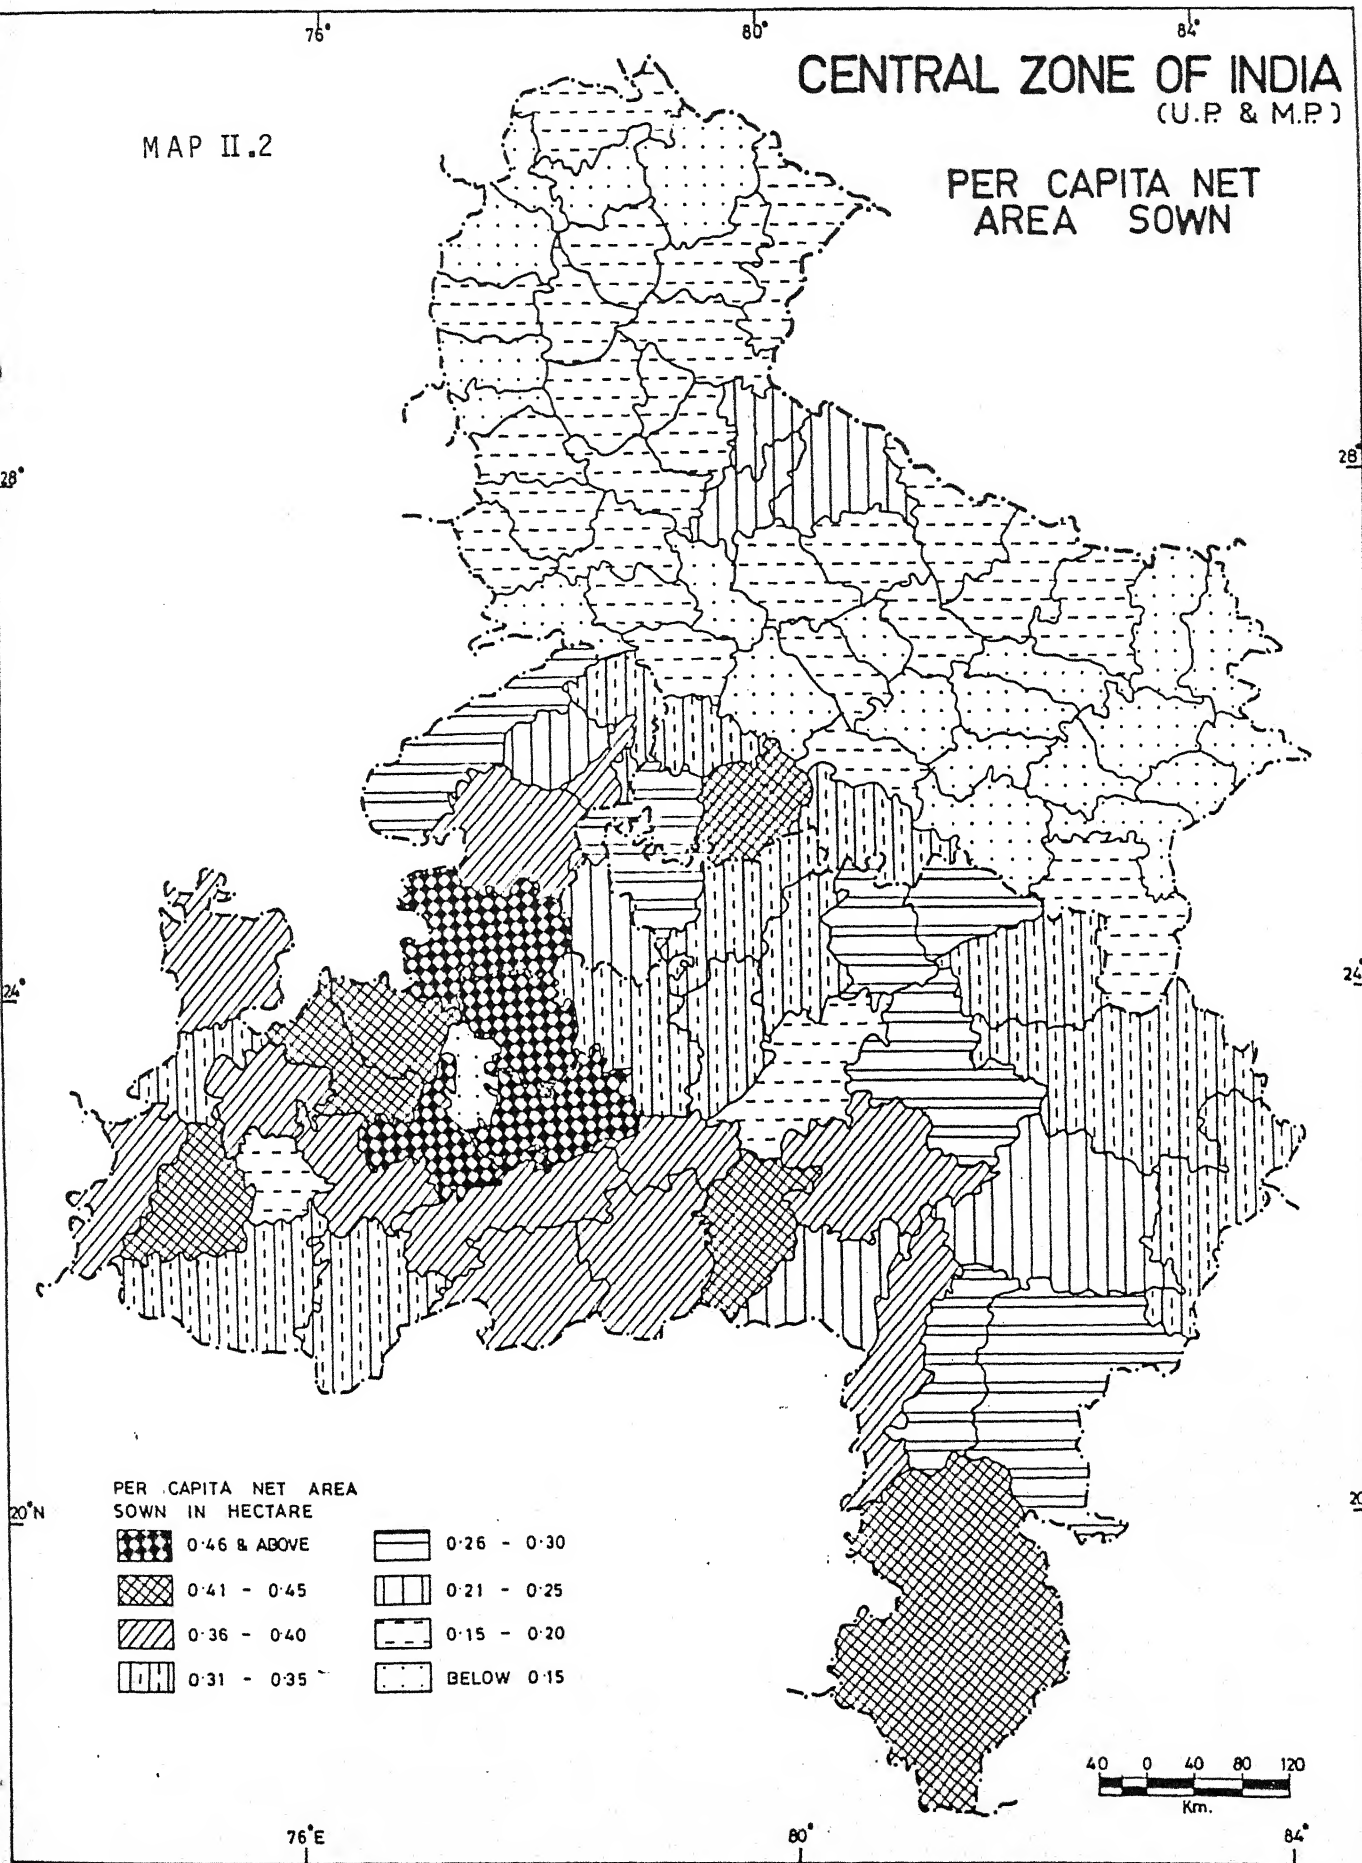 76° 80° 84°
CENTRAL ZONE OF INDIA
(U.P. & M.P.)
MAP II.2
PER CAPITA NET
AREA SOWN
28° 28°
24° 24°
PER CAPITA NET AREA
SOWN IN HECTARE
20°N 20
0·46 & ABOVE
0·41 - 0·45
0·36 - 0·40
0·31 - 0·35
0·26 - 0·30
0·21 - 0·25
0·15 - 0·20
BELOW 0·15
40 0 40 80 120
Km.
76°E 80° 84°